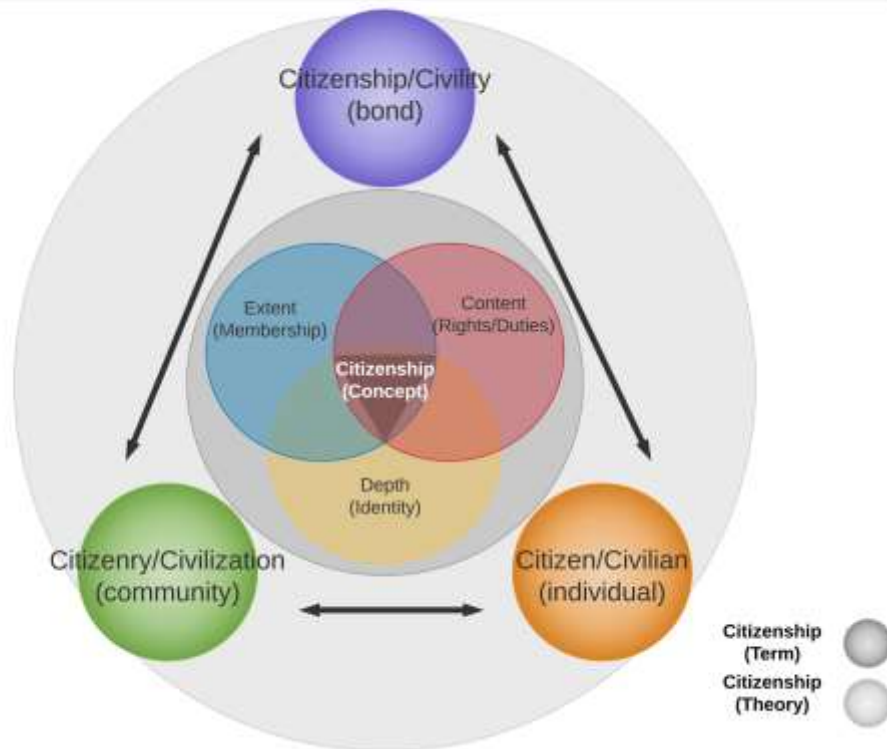 Citizenship/Civility
(bond)
Extent
(Membership)
Content
(Rights/Duties)
Citizenship
(Concept)
Depth
(Identity)
Citizenry/Civilization
(community)
Citizen/Civilian
(individual)
Citizenship
(Term)
Citizenship
(Theory)